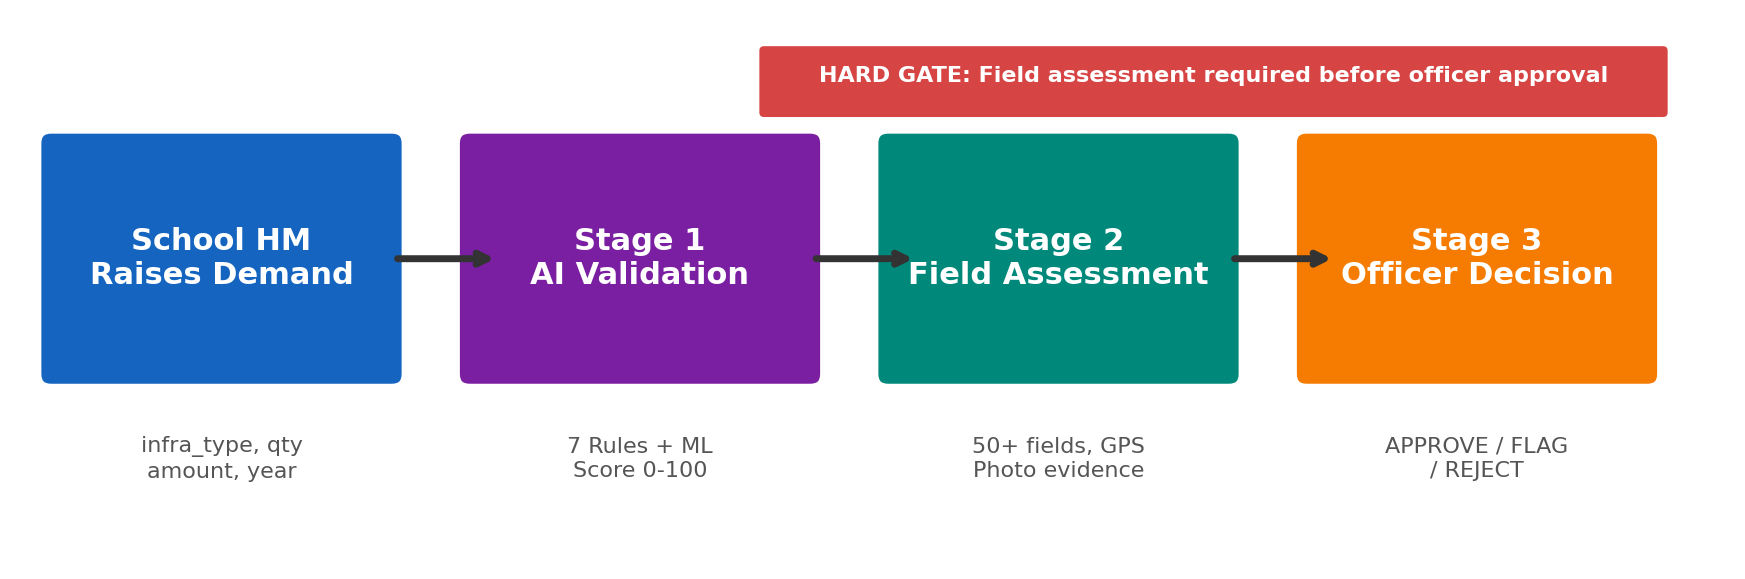 HARD GATE: Field assessment required before officer approval
School HM
Raises Demand
Stage 1
AI Validation
Stage 2
Field Assessment
Stage 3
Officer Decision
infra_type, qty
amount, year
7 Rules + ML
Score 0-100
50+ fields, GPS
Photo evidence
APPROVE / FLAG
/ REJECT